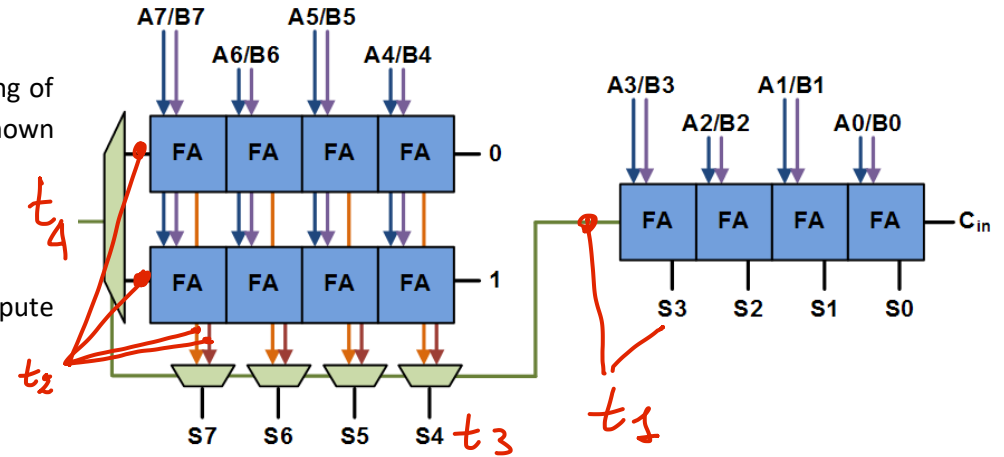 A7/B7
A5/B5
A6/B6
A4/B4
ng of
nown
A3/B3
A1/B1
A2/B2
A0/B0
FA FA FA FA 0
t4
FA FA FA FA Cin
FA FA FA FA 1
pute
S3 S2 S1 S0
t2
t1
S7 S6 S5 S4 t3